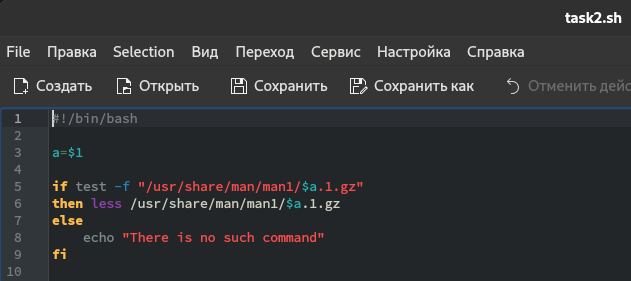 task2.sh
File Правка Selection Вид Переход Сервис Настройка Справка
Создать Открыть Сохранить Сохранить как Отменить дейс
1 #!/bin/bash
2
3 a=$1
4
5 if test -f "/usr/share/man/man1/$a.1.gz"
6 then less /usr/share/man/man1/$a.1.gz
7 else
8 echo "There is no such command"
9 fi
10